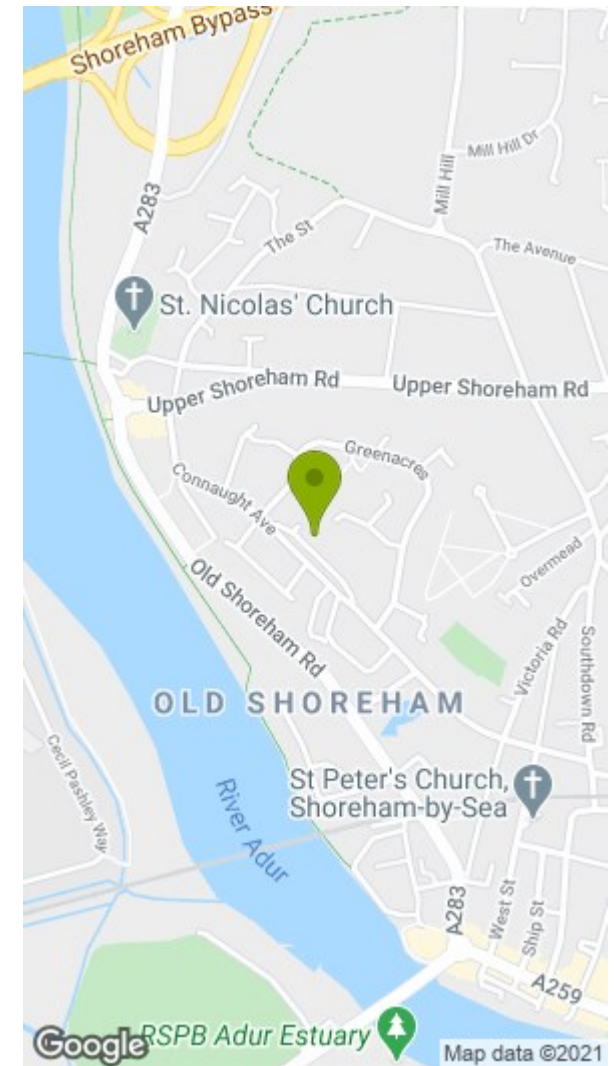 Shoreham Bypass
Mill Hill Dr
Mill Hill
A283
The St
The Avenue
St. Nicolas' Church
Upper Shoreham Rd
Upper Shoreham Rd
Greenacres
Connaught Ave
Overmead
Old Shoreham Rd
Victoria Rd
Southdown Rd
OLD SHOREHAM
Cecil Pashley Way
St Peter's Church,
Shoreham-by-Sea
River Adur
A283
West St
Ship St
A259
RSPB Adur Estuary
Google
Map data ©2021